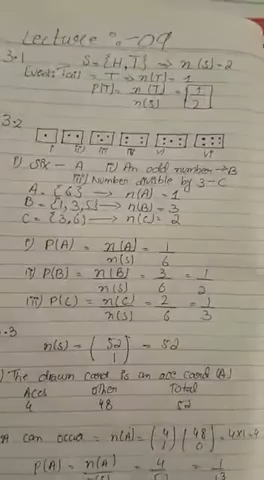 Lecture :- 09
3.1 S = {H,T} ⇒ n(S) = 2
Event: Tail = T ⇒ n(T) = 1
P(T) = n(T)/n(S) = 1/2
3.2
I II III IV V VI
i) Six - A ii) An odd number → B
iii) Number divisible by 3 - C
A = {6} → n(A) = 1
B = {1,3,5} → n(B) = 3
C = {3,6} → n(C) = 2
i) P(A) = n(A)/n(S) = 1/6
ii) P(B) = n(B)/n(S) = 3/6 = 1/2
iii) P(C) = n(C)/n(S) = 2/6 = 1/3
.3
n(s) = (52 1) = 52
) The drawn card is an ace card (A)
Aces other Total
4 48 52
A can occur = n(A) = (4 1) (48 0) = 4x1 = 4
P(A) = n(A)/n(S) = 4/52 = 1/13